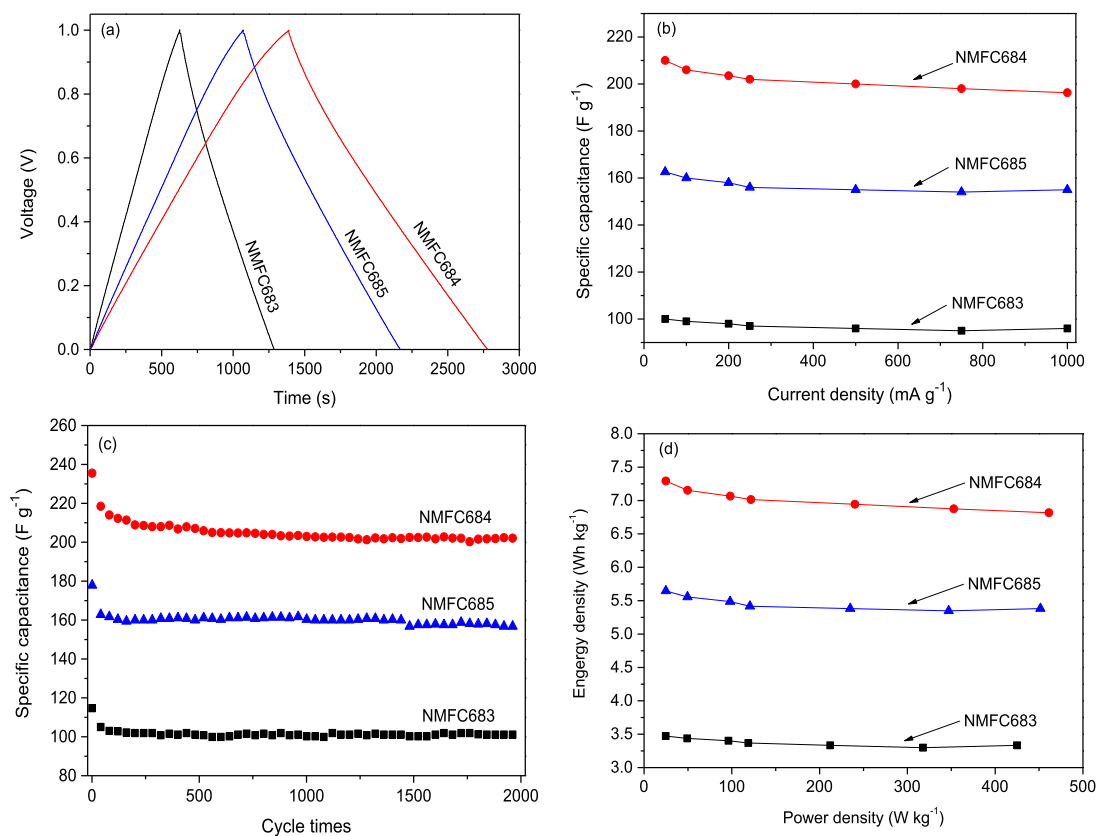 (a)
1.0
0.8
0.6
0.4
0.2
0.0
Voltage (V)
NMFC683
NMFC685
NMFC684
0 500 1000 1500 2000 2500 3000
Time (s)
(b)
220
200
180
160
140
120
100
Specific capacitance (F g⁻¹)
NMFC684
NMFC685
NMFC683
0 200 400 600 800 1000
Current density (mA g⁻¹)
(c)
260
240
220
200
180
160
140
120
100
80
Specific capacitance (F g⁻¹)
NMFC684
NMFC685
NMFC683
0 500 1000 1500 2000
Cycle times
(d)
8.0
7.5
7.0
6.5
6.0
5.5
5.0
4.5
4.0
3.5
3.0
Engergy density (Wh kg⁻¹)
NMFC684
NMFC685
NMFC683
0 100 200 300 400 500
Power density (W kg⁻¹)